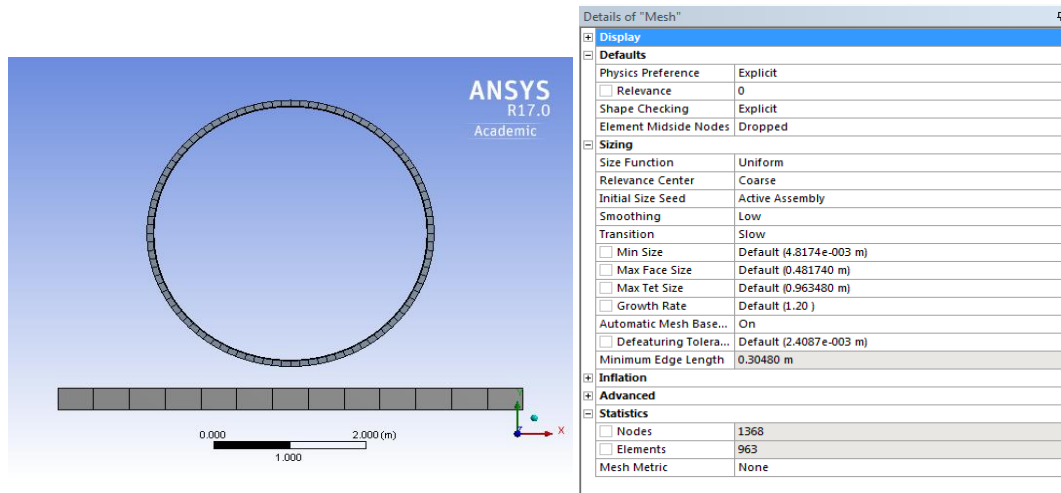 ANSYS
R17.0
Academic
0.000
2.000 (m)
1.000
Y
Z
X
Details of "Mesh"
Display
Defaults
Physics Preference Explicit
Relevance 0
Shape Checking Explicit
Element Midside Nodes Dropped
Sizing
Size Function Uniform
Relevance Center Coarse
Initial Size Seed Active Assembly
Smoothing Low
Transition Slow
Min Size Default (4.8174e-003 m)
Max Face Size Default (0.481740 m)
Max Tet Size Default (0.963480 m)
Growth Rate Default (1.20 )
Automatic Mesh Base... On
Defeaturing Tolera... Default (2.4087e-003 m)
Minimum Edge Length 0.30480 m
Inflation
Advanced
Statistics
Nodes 1368
Elements 963
Mesh Metric None